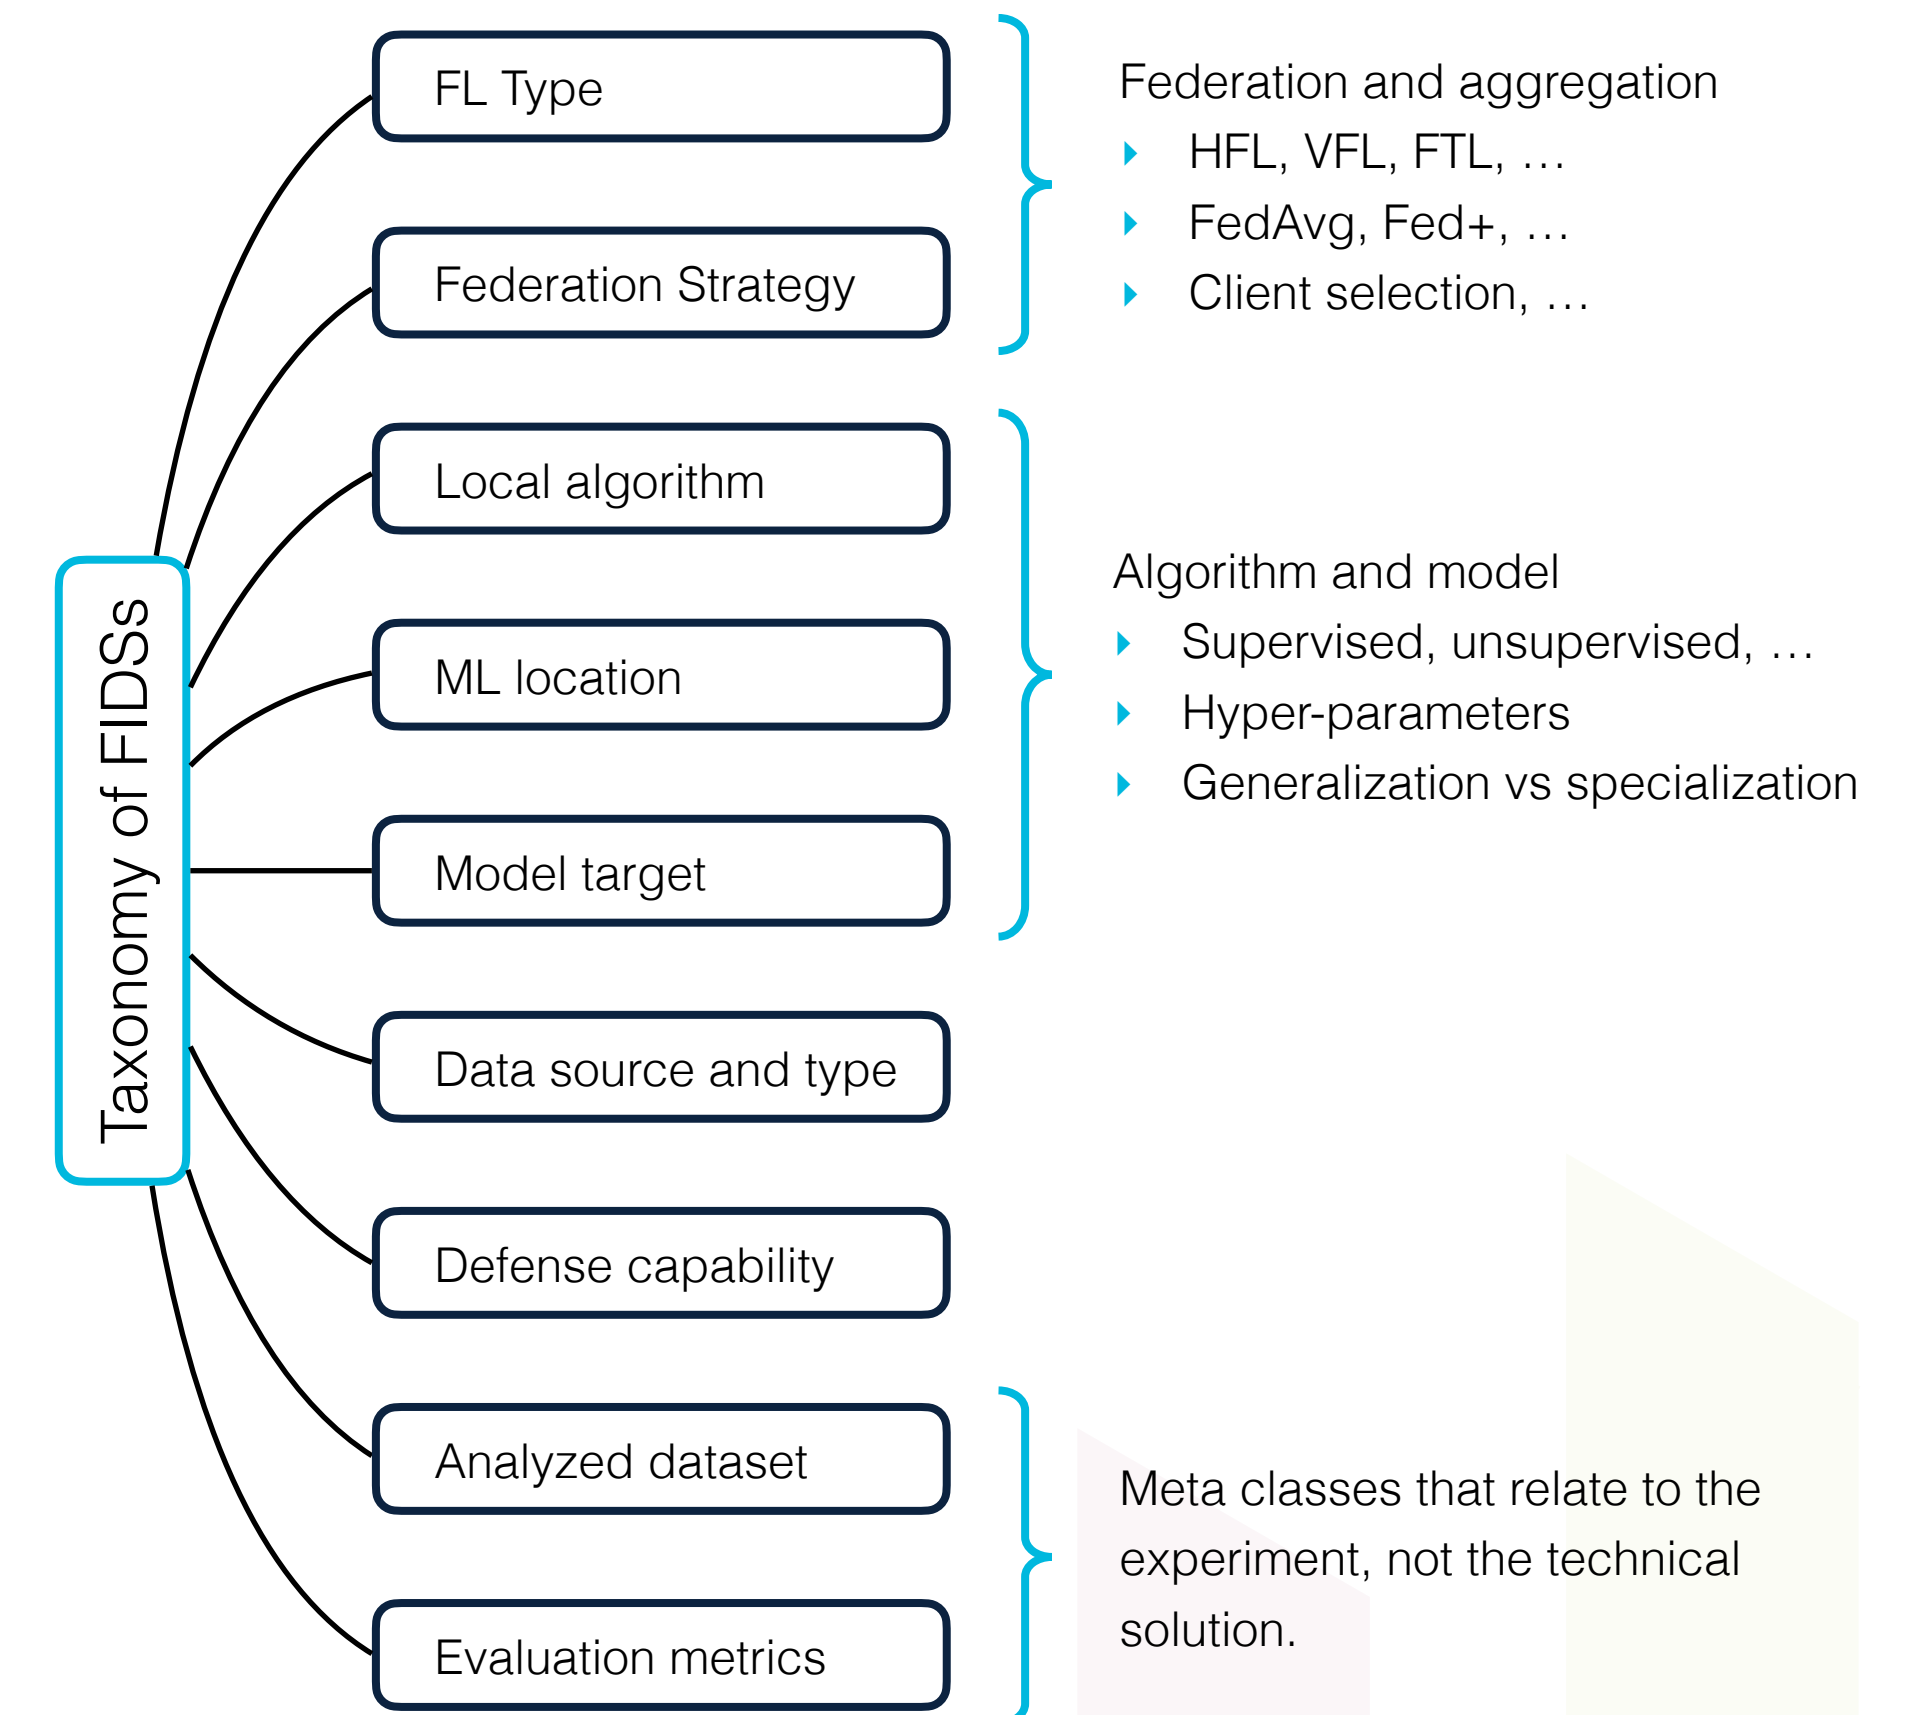 Taxonomy of FIDSs
FL Type
Federation Strategy
Local algorithm
ML location
Model target
Data source and type
Defense capability
Analyzed dataset
Evaluation metrics
Federation and aggregation
HFL, VFL, FTL, …
FedAvg, Fed+, …
Client selection, …
Algorithm and model
Supervised, unsupervised, …
Hyper-parameters
Generalization vs specialization
Meta classes that relate to the
experiment, not the technical
solution.